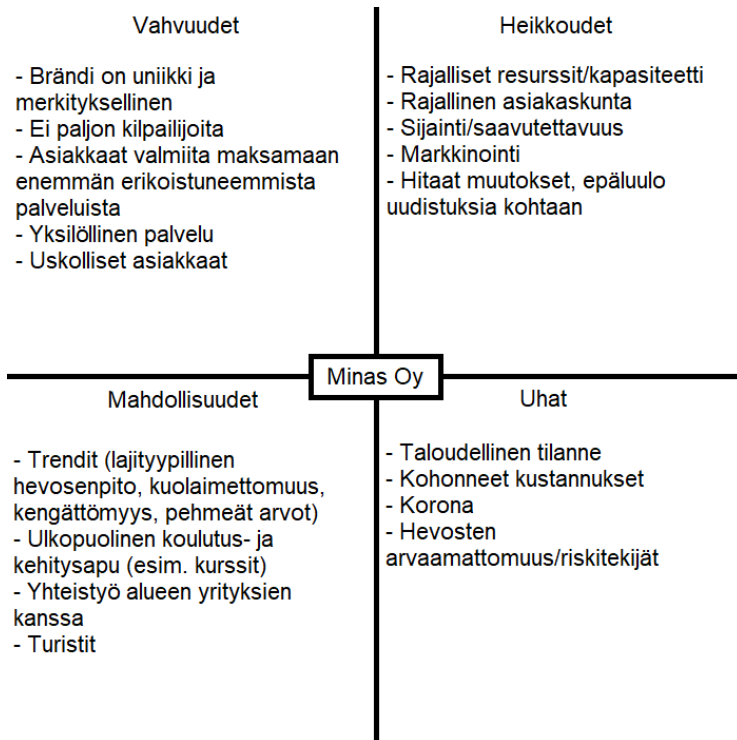 Vahvuudet
- Brändi on uniikki ja
merkityksellinen
- Ei paljon kilpailijoita
- Asiakkaat valmiita maksamaan
enemmän erikoistuneemmista
palveluista
- Yksilöllinen palvelu
- Uskolliset asiakkaat
Heikkoudet
- Rajalliset resurssit/kapasiteetti
- Rajallinen asiakaskunta
- Sijainti/saavutettavuus
- Markkinointi
- Hitaat muutokset, epäluulo
uudistuksia kohtaan
Minas Oy
Mahdollisuudet
- Trendit (lajityypillinen
hevosenpito, kuolaimettomuus,
kengättömyys, pehmeät arvot)
- Ulkopuolinen koulutus- ja
kehitysapu (esim. kurssit)
- Yhteistyö alueen yrityksien
kanssa
- Turistit
Uhat
- Taloudellinen tilanne
- Kohonneet kustannukset
- Korona
- Hevosten
arvaamattomuus/riskitekijät